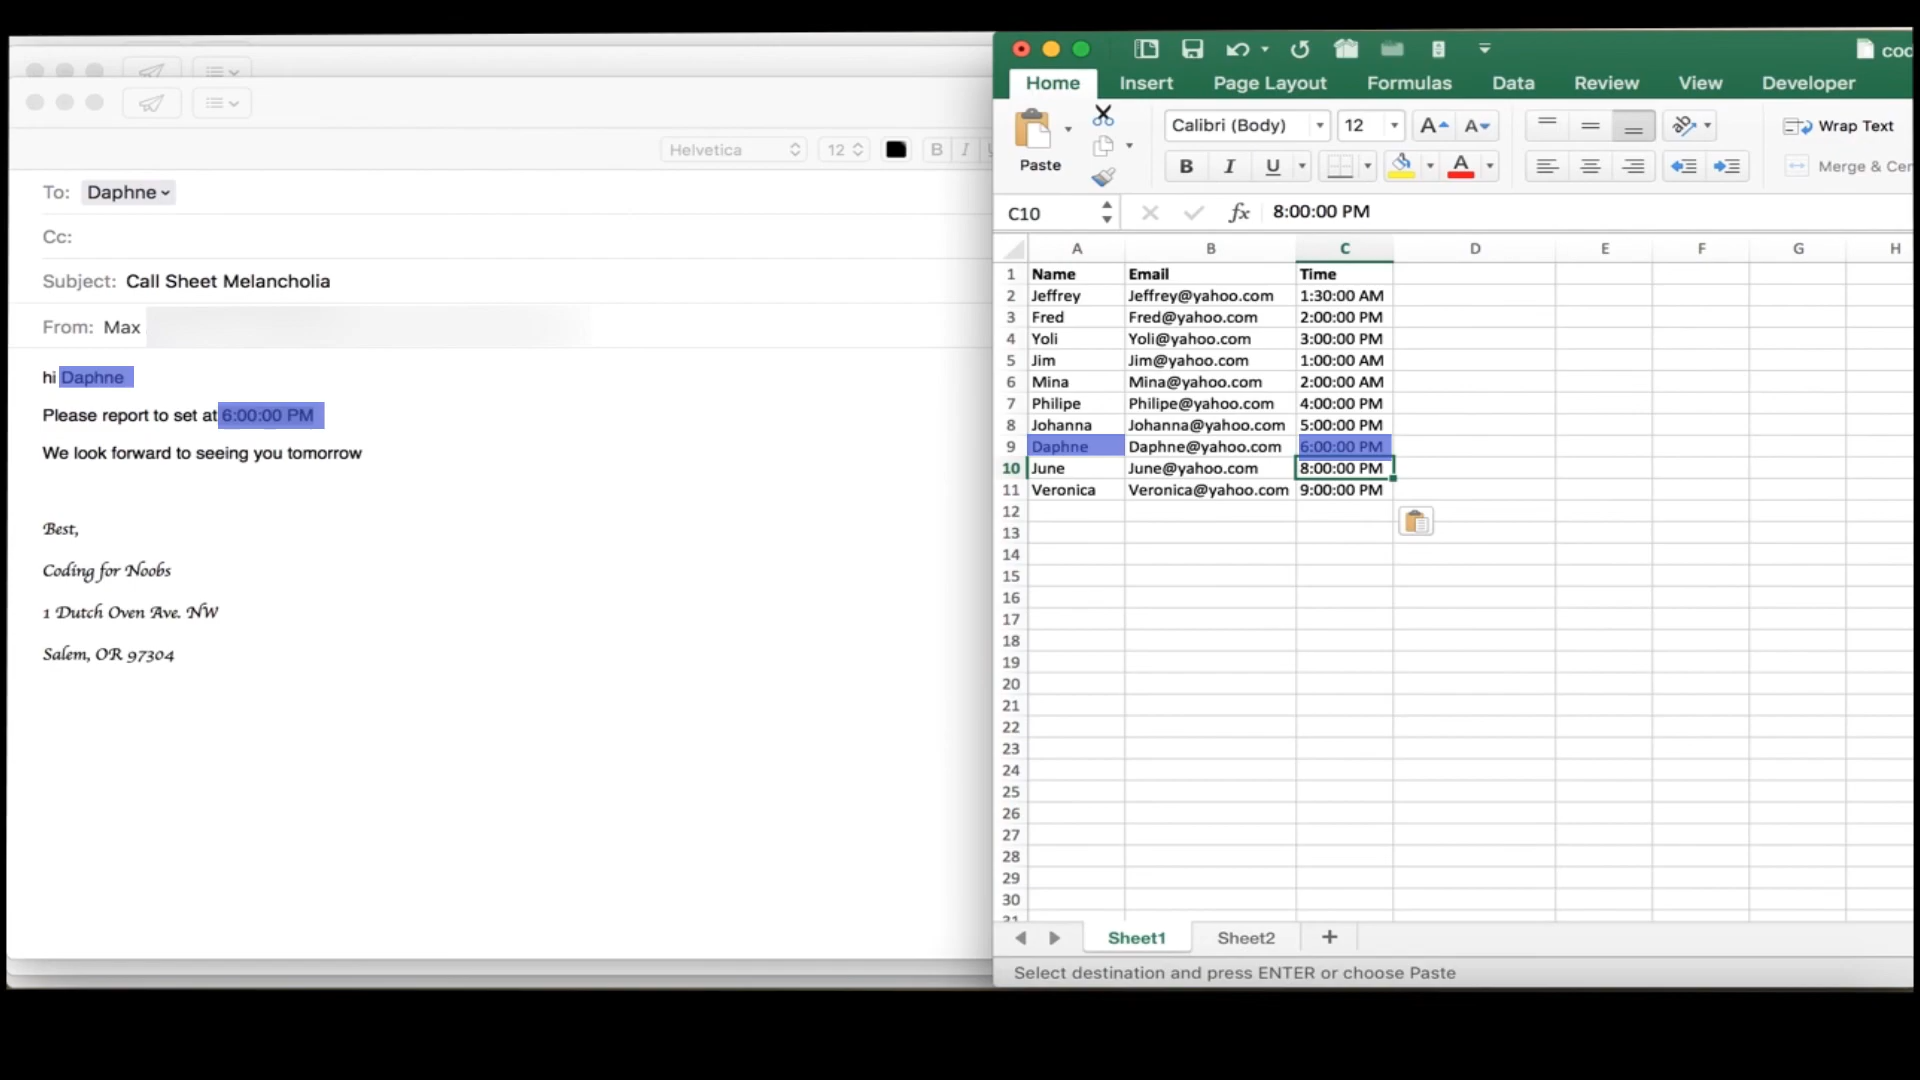 Helvetica 12 B I
To: Daphne
Cc:
Subject: Call Sheet Melancholia
From: Max
hi Daphne
Please report to set at 6:00:00 PM
We look forward to seeing you tomorrow
Best,
Coding for Noobs
1 Dutch Oven Ave. NW
Salem, OR 97304
Home Insert Page Layout Formulas Data Review View Developer
Paste
Calibri (Body) 12 A A Wrap Text
B I U A Merge &
C10 fx 8:00:00 PM
A B C D E F G H
1 Name Email Time
2 Jeffrey Jeffrey@yahoo.com 1:30:00 AM
3 Fred Fred@yahoo.com 2:00:00 PM
4 Yoli Yoli@yahoo.com 3:00:00 PM
5 Jim Jim@yahoo.com 1:00:00 AM
6 Mina Mina@yahoo.com 2:00:00 AM
7 Philipe Philipe@yahoo.com 4:00:00 PM
8 Johanna Johanna@yahoo.com 5:00:00 PM
9 Daphne Daphne@yahoo.com 6:00:00 PM
10 June June@yahoo.com 8:00:00 PM
11 Veronica Veronica@yahoo.com 9:00:00 PM
12
13
14
15
16
17
18
19
20
21
22
23
24
25
26
27
28
29
30
Sheet1 Sheet2 +
Select destination and press ENTER or choose Paste